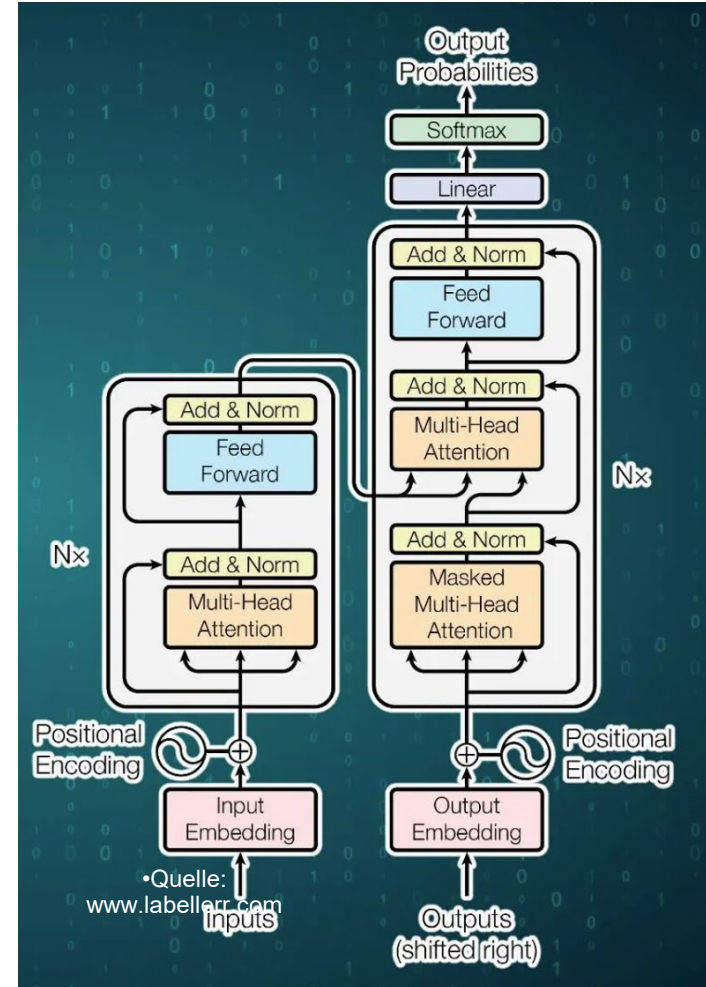 Output
Probabilities
Softmax
Linear
Add & Norm
Feed
Forward
Add & Norm
Multi-Head
Attention
Nx
Add & Norm
Masked
Multi-Head
Attention
Add & Norm
Feed
Forward
Nx
Add & Norm
Multi-Head
Attention
Positional
Encoding
Positional
Encoding
Input
Embedding
Output
Embedding
•Quelle:
www.labellerr.com
Inputs
Outputs
(shifted right)